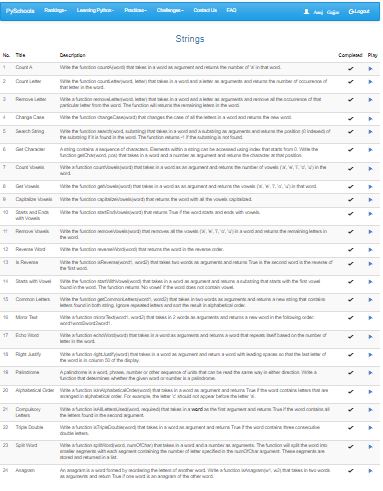 PySchools Rankings Learning Python Practices Challenges Contact Us FAQ Aeej Gajjar Logout
Strings
No. Title Description Completed Play
1 Count A Write the function countA(word) that takes in a word as argument and returns the number of 'a' in that word.
2 Count Letter Write the function countLetter(word, letter) that takes in a word and a letter as arguments and returns the number of occurrence of
that letter in the word.
3 Remove Letter Write the function removeLetter(word, letter) that takes in a word and a letter as arguments and remove all the occurrence of that
particular letter from the word. The function will returns the remaining letters in the word.
4 Change Case Write the function changeCase(word) that changes the case of all the letters in a word and returns the new word.
5 Search String Write the function search(word, substring) that takes in a word and a substring as arguments and returns the position (0 indexed) of
the substring if it is found in the word. The function returns -1 if the substring is not found.
6 Get Character A string contains a sequence of characters. Elements within a string can be accessed using index that starts from 0. Write the
function getChar(word, pos) that takes in a word and a number as argument and returns the character at that position.
7 Count Vowels Write a function countVowels(word) that takes in a word as an argument and returns the number of vowels ('a', 'e', 'i', 'o', 'u') in the
word.
8 Get Vowels Write the function getVowels(word) that takes in a word as an argument and returns the vowels ('a', 'e', 'i', 'o', 'u') in that word.
9 Capitalize Vowels Write the function capitalizeVowels(word) that returns the word with all the vowels capitalized.
10 Starts and Ends Write the function startEndVowels(word) that returns True if the word starts and ends with vowels.
with Vowels
11 Remove Vowels Write the function removeVowels(word) that removes all the vowels ('a', 'e', 'i', 'o', 'u') in a word and returns the remaining letters in
the word.
12 Reverse Word Write the function reverseWord(word) that returns the word in the reverse order.
13 Is Reverse Write the function isReverse(word1, word2) that takes two words as arguments and returns True is the second word is the reverse of
the first word.
14 Starts with Vowel Write the function startWithVowel(word) that takes in a word as argument and returns a substring that starts with the first vowel
found in the word. The function returns 'No vowel' if the word does not contain vowel.
15 Common Letters Write the function getCommonLetters(word1, word2) that takes in two words as arguments and returns a new string that contains
letters found in both string. Ignore repeated letters and sort the result in alphabetical order.
16 Mirror Text Write a function mirrorText(word1, word2) that takes in 2 words as arguments and returns a new word in the following order:
word1word2word2word1.
17 Echo Word Write a function echoWord(word) that takes in a word as arguments and returns a word that repeats itself based on the number of
letter in the word.
18 Right Justify Write a function rightJustify(word) that takes in a word as argument and return a word with leading spaces so that the last letter of
the word is in column 50 of the display.
19 Palindrome A palindrome is a word, phrase, number or other sequence of units that can be read the same way in either direction. Write a
function that determines whether the given word or number is a palindrome.
20 Alphabetical Order Write a function isInAlphabeticalOrder(word) that takes in a word as argument and returns True if the word contains letters that are
arranged in alphabetical order. For example, the letter 'c' should not appear before the letter 'a'.
21 Compulsory Write a function isAllLettersUsed(word, required) that takes in a word as the first argument and returns True if the word contains all
Letters the letters found in the second argument.
22 Triple Double Write a function isTripleDouble(word) that takes in a word as argument and returns True if the word contains three consecutive
double letters.
23 Split Word Write a function splitWord(word, numOfChar) that takes in a word and a number as arguments. The function will split the word into
smaller segments with each segment containing the number of letter specified in the numOfChar argument. These segments are
stored and returned in a list.
24 Anagram An anagram is a word formed by reordering the letters of another word. Write a function isAnagram(w1, w2) that takes in two words
as arguments and return True if one word is an anagram of the other word.